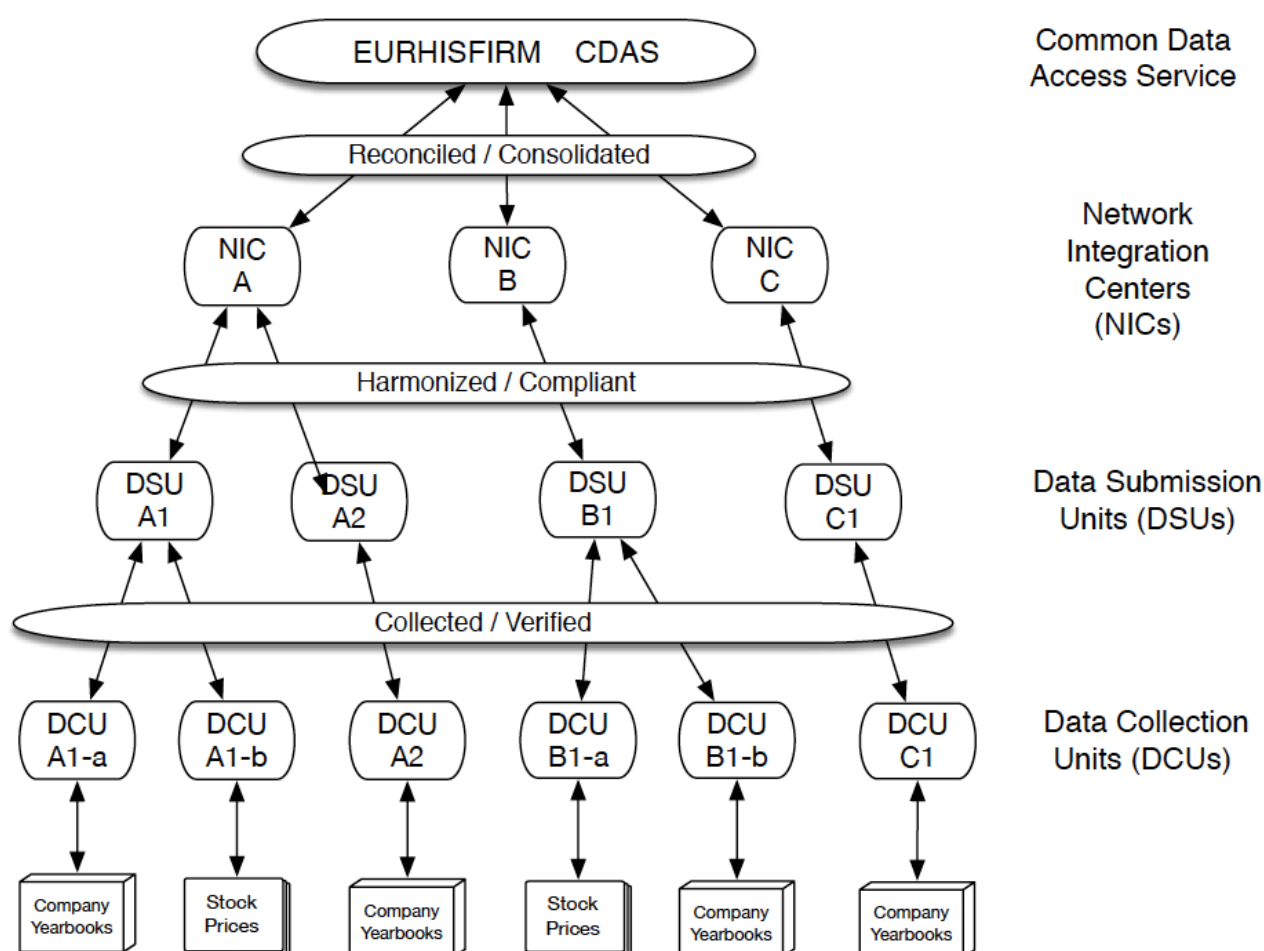 EURHISFIRM CDAS
Common Data
Access Service
Reconciled / Consolidated
NIC
A
NIC
B
NIC
C
Network
Integration
Centers
(NICs)
Harmonized / Compliant
DSU
A1
DSU
A2
DSU
B1
DSU
C1
Data Submission
Units (DSUs)
Collected / Verified
DCU
A1-a
DCU
A1-b
DCU
A2
DCU
B1-a
DCU
B1-b
DCU
C1
Data Collection
Units (DCUs)
Company
Yearbooks
Stock
Prices
Company
Yearbooks
Stock
Prices
Company
Yearbooks
Company
Yearbooks